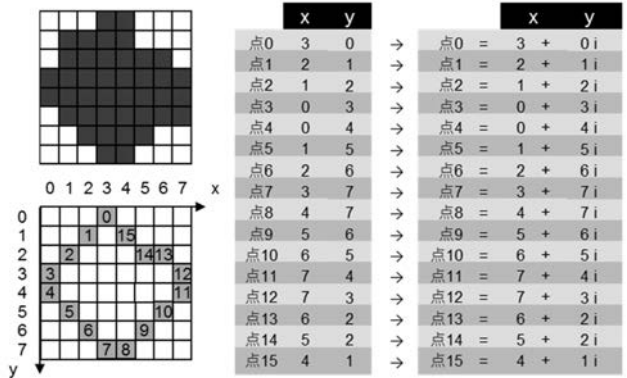 x y x y
点0 3 0 → 点0 = 3 + 0 i
点1 2 1 → 点1 = 2 + 1 i
点2 1 2 → 点2 = 1 + 2 i
点3 0 3 → 点3 = 0 + 3 i
点4 0 4 → 点4 = 0 + 4 i
点5 1 5 → 点5 = 1 + 5 i
点6 2 6 → 点6 = 2 + 6 i
点7 3 7 → 点7 = 3 + 7 i
点8 4 7 → 点8 = 4 + 7 i
点9 5 6 → 点9 = 5 + 6 i
点10 6 5 → 点10 = 6 + 5 i
点11 7 4 → 点11 = 7 + 4 i
点12 7 3 → 点12 = 7 + 3 i
点13 6 2 → 点13 = 6 + 2 i
点14 5 2 → 点14 = 5 + 2 i
点15 4 1 → 点15 = 4 + 1 i
0 1 2 3 4 5 6 7 x
0 0
1 1 15
2 2 14 13
3 3 12
4 4 11
5 5 10
6 6 9
7 7 8
y